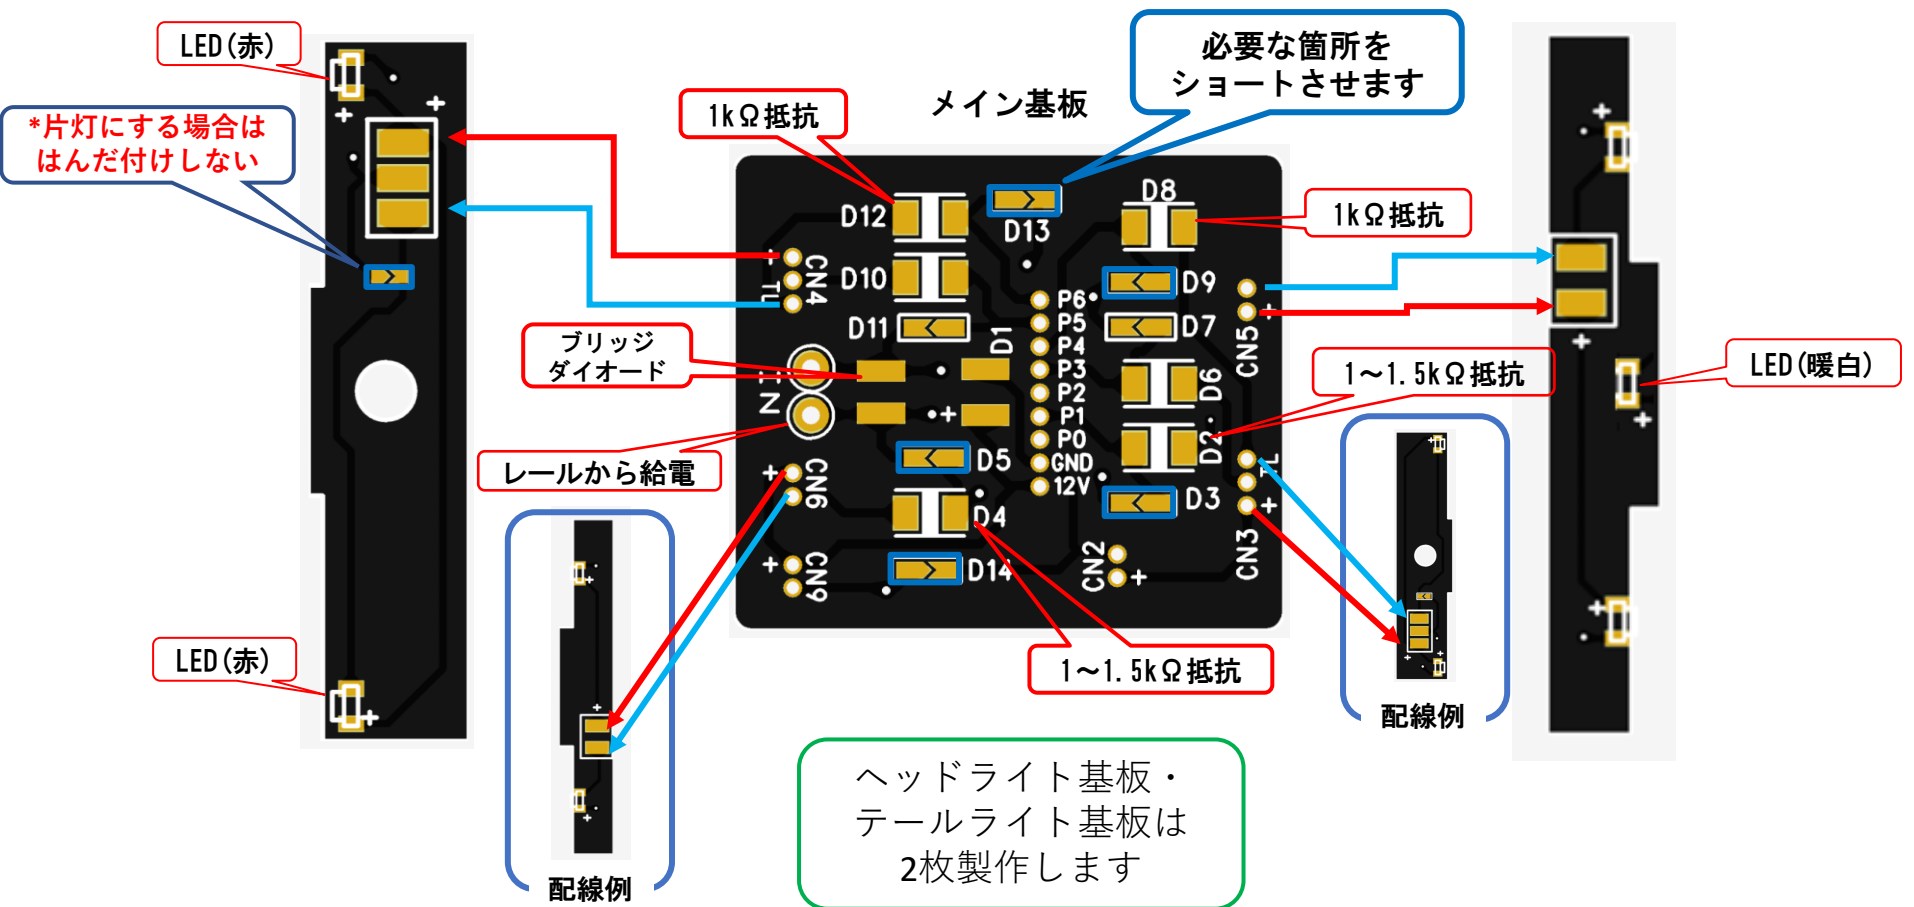 LED(赤)
*片灯にする場合は
はんだ付けしない
LED(赤)
+
+
+
1kΩ抵抗
メイン基板
必要な箇所を
ショートさせます
1kΩ抵抗
D12
D13
D8
D10
D9
D11
D7
D1
+
CN4
TL
P6
P5
P4
P3
P2
P1
P0
GND
12V
CN5
+
ブリッジ
ダイオード
IN
+
D6
D2
1~1.5kΩ抵抗
レールから給電
D5
D3
D4
D14
+
CN6
+
CN9
CN2
+
TL
+
CN3
1~1.5kΩ抵抗
LED(暖白)
+
+
+
+
+
+
+
配線例
+
+
+
配線例
ヘッドライト基板・
テールライト基板は
2枚製作します